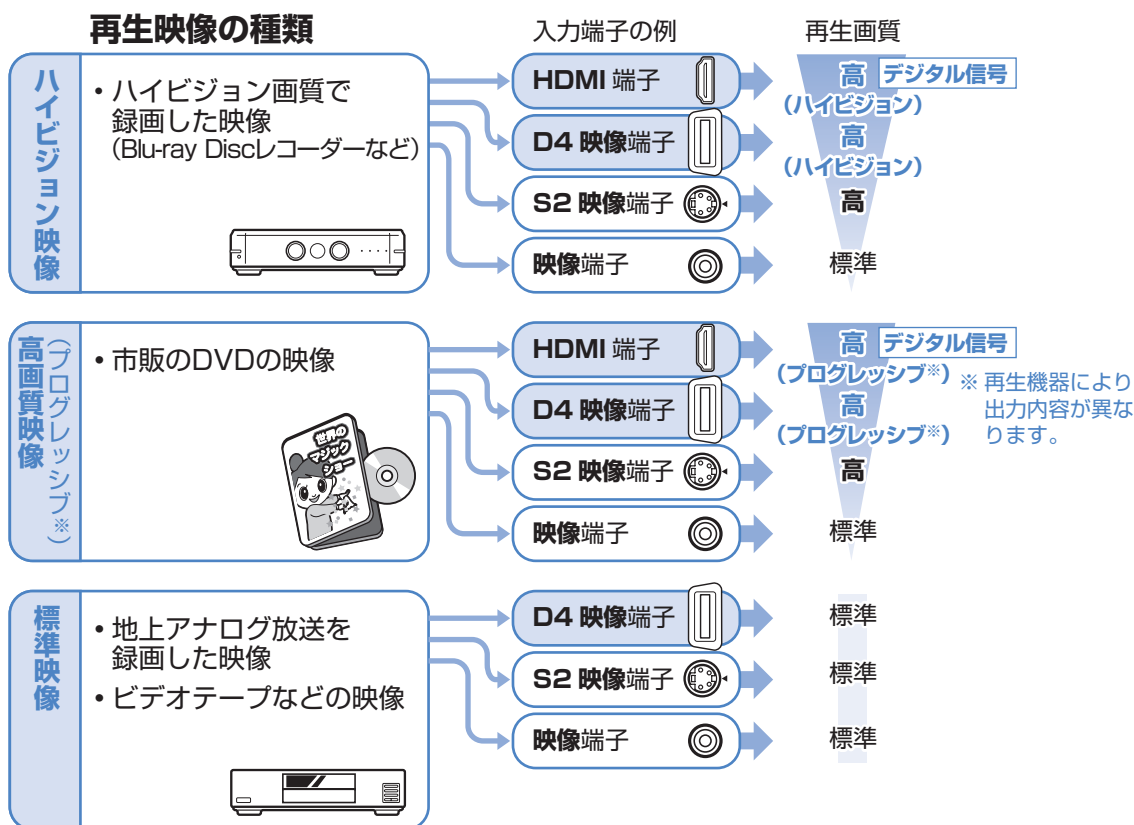 再生映像の種類
入力端子の例
再生画質
ハイビジョン映像
・ハイビジョン画質で
録画した映像
（Blu-ray Discレコーダーなど）
HDMI 端子
D4 映像端子
S2 映像端子
映像端子
高 デジタル信号
（ハイビジョン）
高
（ハイビジョン）
高
標準
高画質映像
（プログレッシブ※）
・市販のDVDの映像
世界の
マジック
ショー
HDMI 端子
D4 映像端子
S2 映像端子
映像端子
高 デジタル信号
（プログレッシブ※）
高
（プログレッシブ※）
高
標準
※ 再生機器により
出力内容が異な
ります。
標準映像
・地上アナログ放送を
録画した映像
・ビデオテープなどの映像
D4 映像端子
S2 映像端子
映像端子
標準
標準
標準